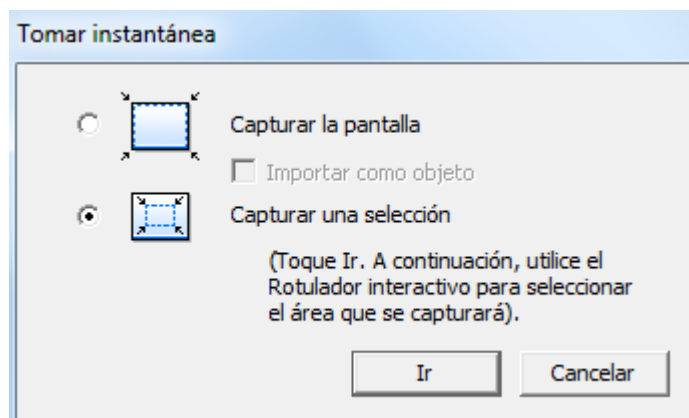 Tomar instantánea
Capturar la pantalla
Importar como objeto
Capturar una selección
(Toque Ir. A continuación, utilice el
Rotulador interactivo para seleccionar
el área que se capturará).
Ir
Cancelar